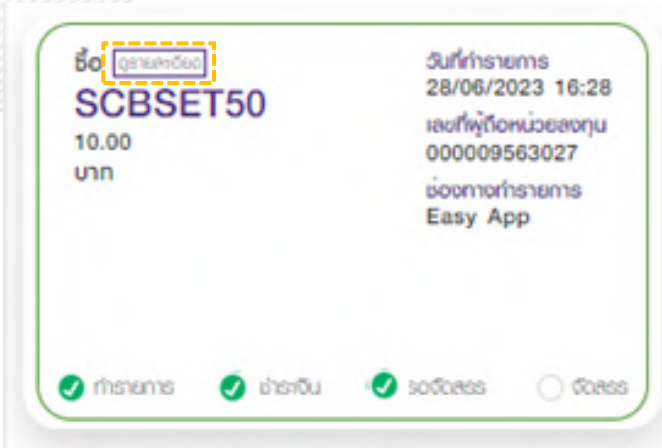 ซื้อ ดูรายละเอียด
SCBSET50
10.00
บาท
วันที่ทำรายการ
28/06/2023 16:28
เลขที่ผู้ถือหน่วยลงทุน
000009563027
ช่องทางทำรายการ
Easy App
ทำรายการ ชำระเงิน รอจัดสรร จัดสรร